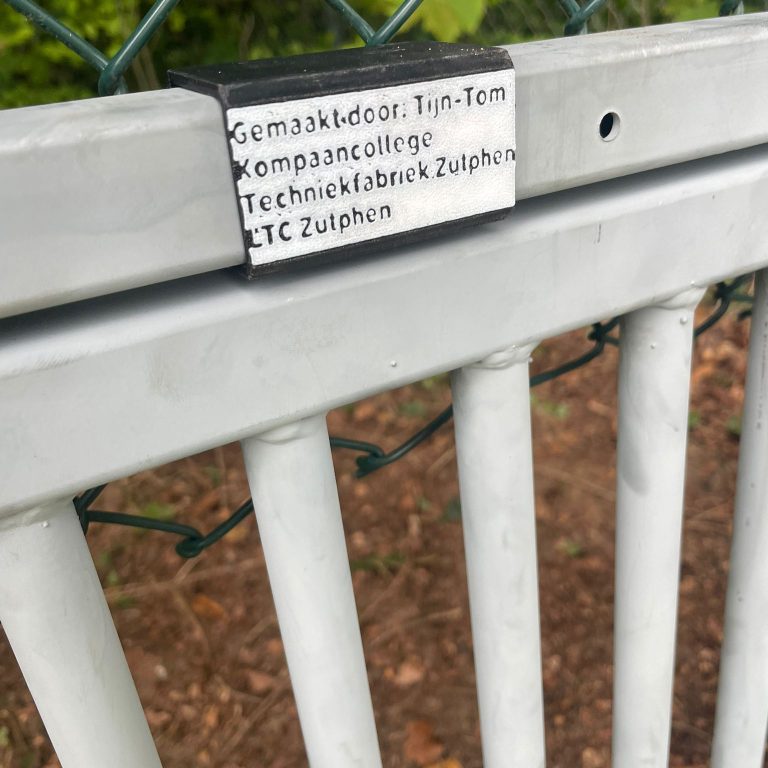 Gemaakt door: Tijn-Tom
Kompaancollege
Techniekfabriek Zutphen
LTC Zutphen